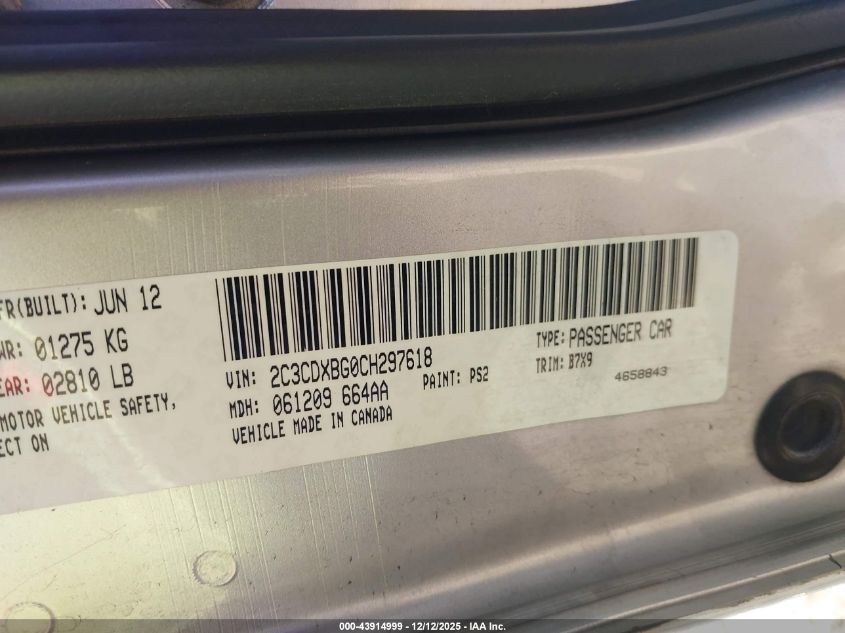 FR(BUILT): JUN 12
WR: 01275 KG
EAR: 02810 LB
MOTOR VEHICLE SAFETY,
ECT ON
VIN: 2C3CDXBG0CH297618
MDH: 061209 664AA
PAINT: PS2
VEHICLE MADE IN CANADA
TYPE: PASSENGER CAR
TRIM: B7X9
4658843
000-43914999 - 12/12/2025 - IAA Inc.